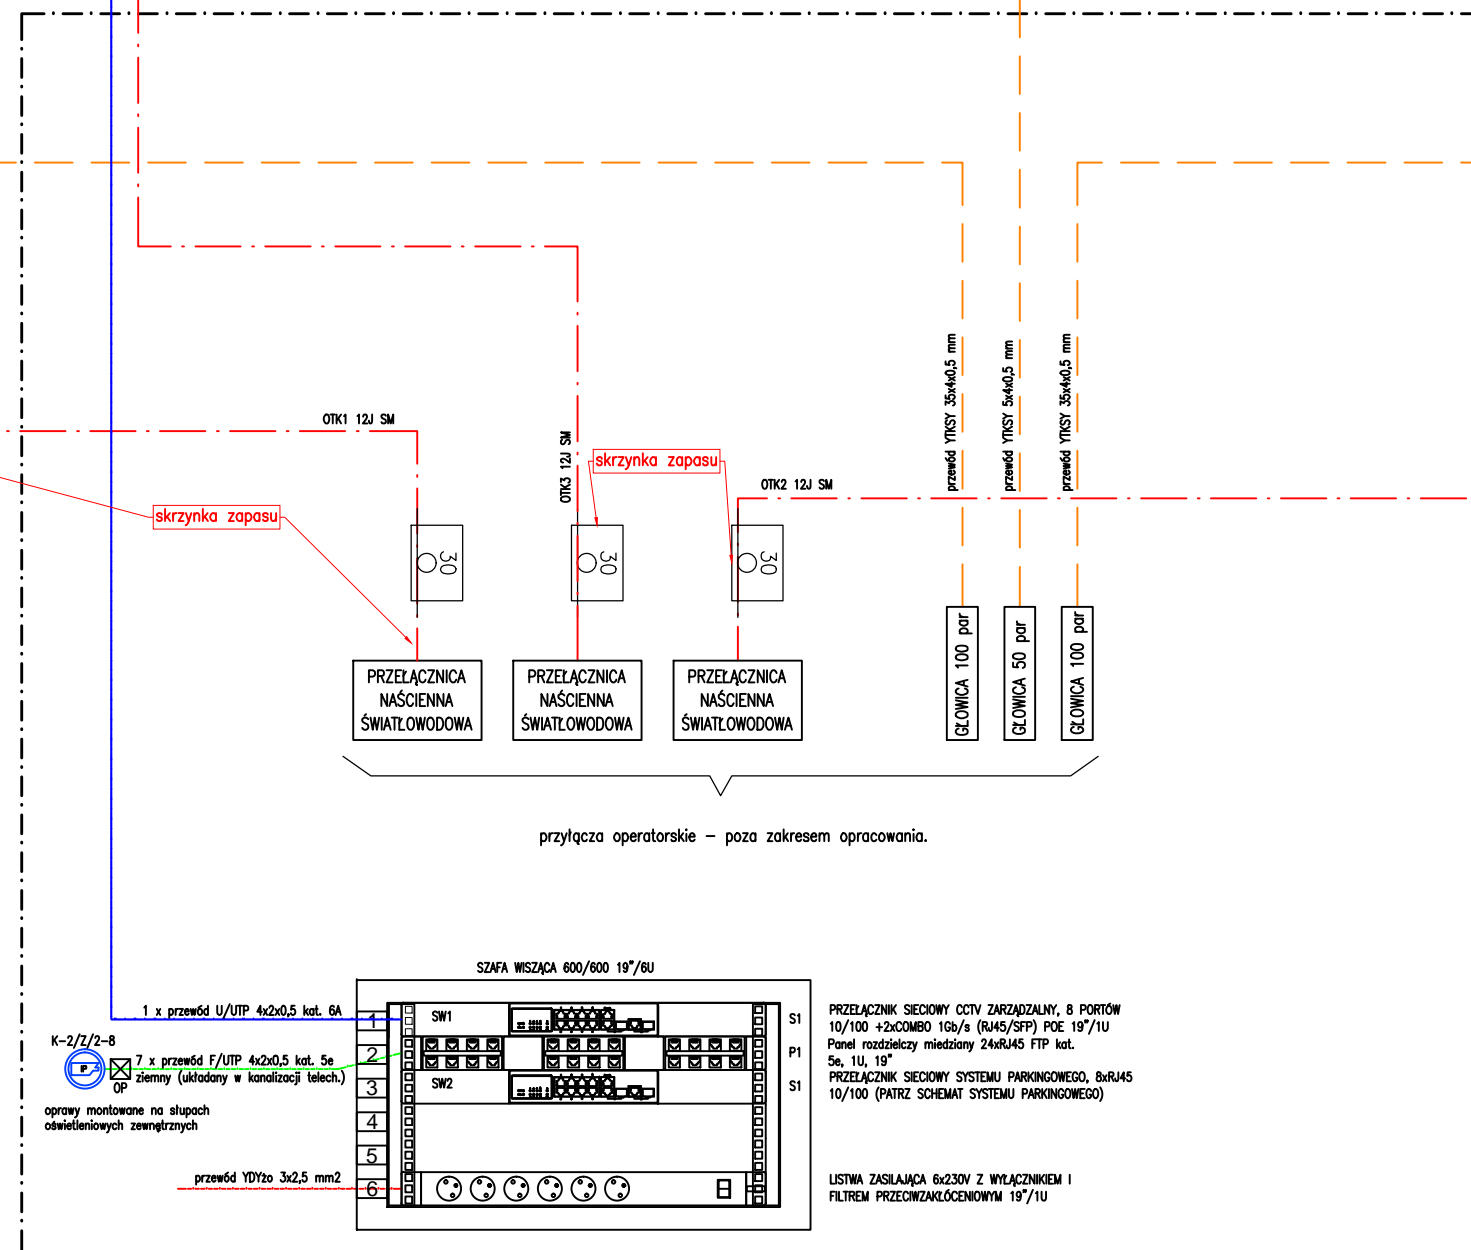 przewód YTKSY 35x4x0,5 mm
przewód YTKSY 5x4x0,5 mm
przewód YTKSY 35x4x0,5 mm
OTK1 12J SM
OTK3 12J SM
skrzynka zapasu
OTK2 12J SM
skrzynka zapasu
30
30
30
PRZEŁĄCZNICA
NAŚCIENNA
ŚWIATŁOWODOWA
PRZEŁĄCZNICA
NAŚCIENNA
ŚWIATŁOWODOWA
PRZEŁĄCZNICA
NAŚCIENNA
ŚWIATŁOWODOWA
GŁOWICA 100 par
GŁOWICA 50 par
GŁOWICA 100 par
przyłącza operatorskie – poza zakresem opracowania.
SZAFA WISZĄCA 600/600 19"/6U
1 x przewód U/UTP 4x2x0,5 kat. 6A
K-2/Z/2-8
IP
OP
7 x przewód F/UTP 4x2x0,5 kat. 5e
ziemny (układany w kanalizacji telech.)
oprawy montowane na słupach
oświetleniowych zewnętrznych
przewód YDYżo 3x2,5 mm2
1
2
3
4
5
6
SW1
SW2
S1
P1
S1
PRZEŁĄCZNIK SIECIOWY CCTV ZARZĄDZALNY, 8 PORTÓW
10/100 +2xCOMBO 1Gb/s (RJ45/SFP) POE 19"/1U
Panel rozdzielczy miedziany 24xRJ45 FTP kat.
5e, 1U, 19"
PRZEŁĄCZNIK SIECIOWY SYSTEMU PARKINGOWEGO, 8xRJ45
10/100 (PATRZ SCHEMAT SYSTEMU PARKINGOWEGO)
LISTWA ZASILAJĄCA 6x230V Z WYŁĄCZNIKIEM I
FILTREM PRZECIWZAKŁÓCENIOWYM 19"/1U